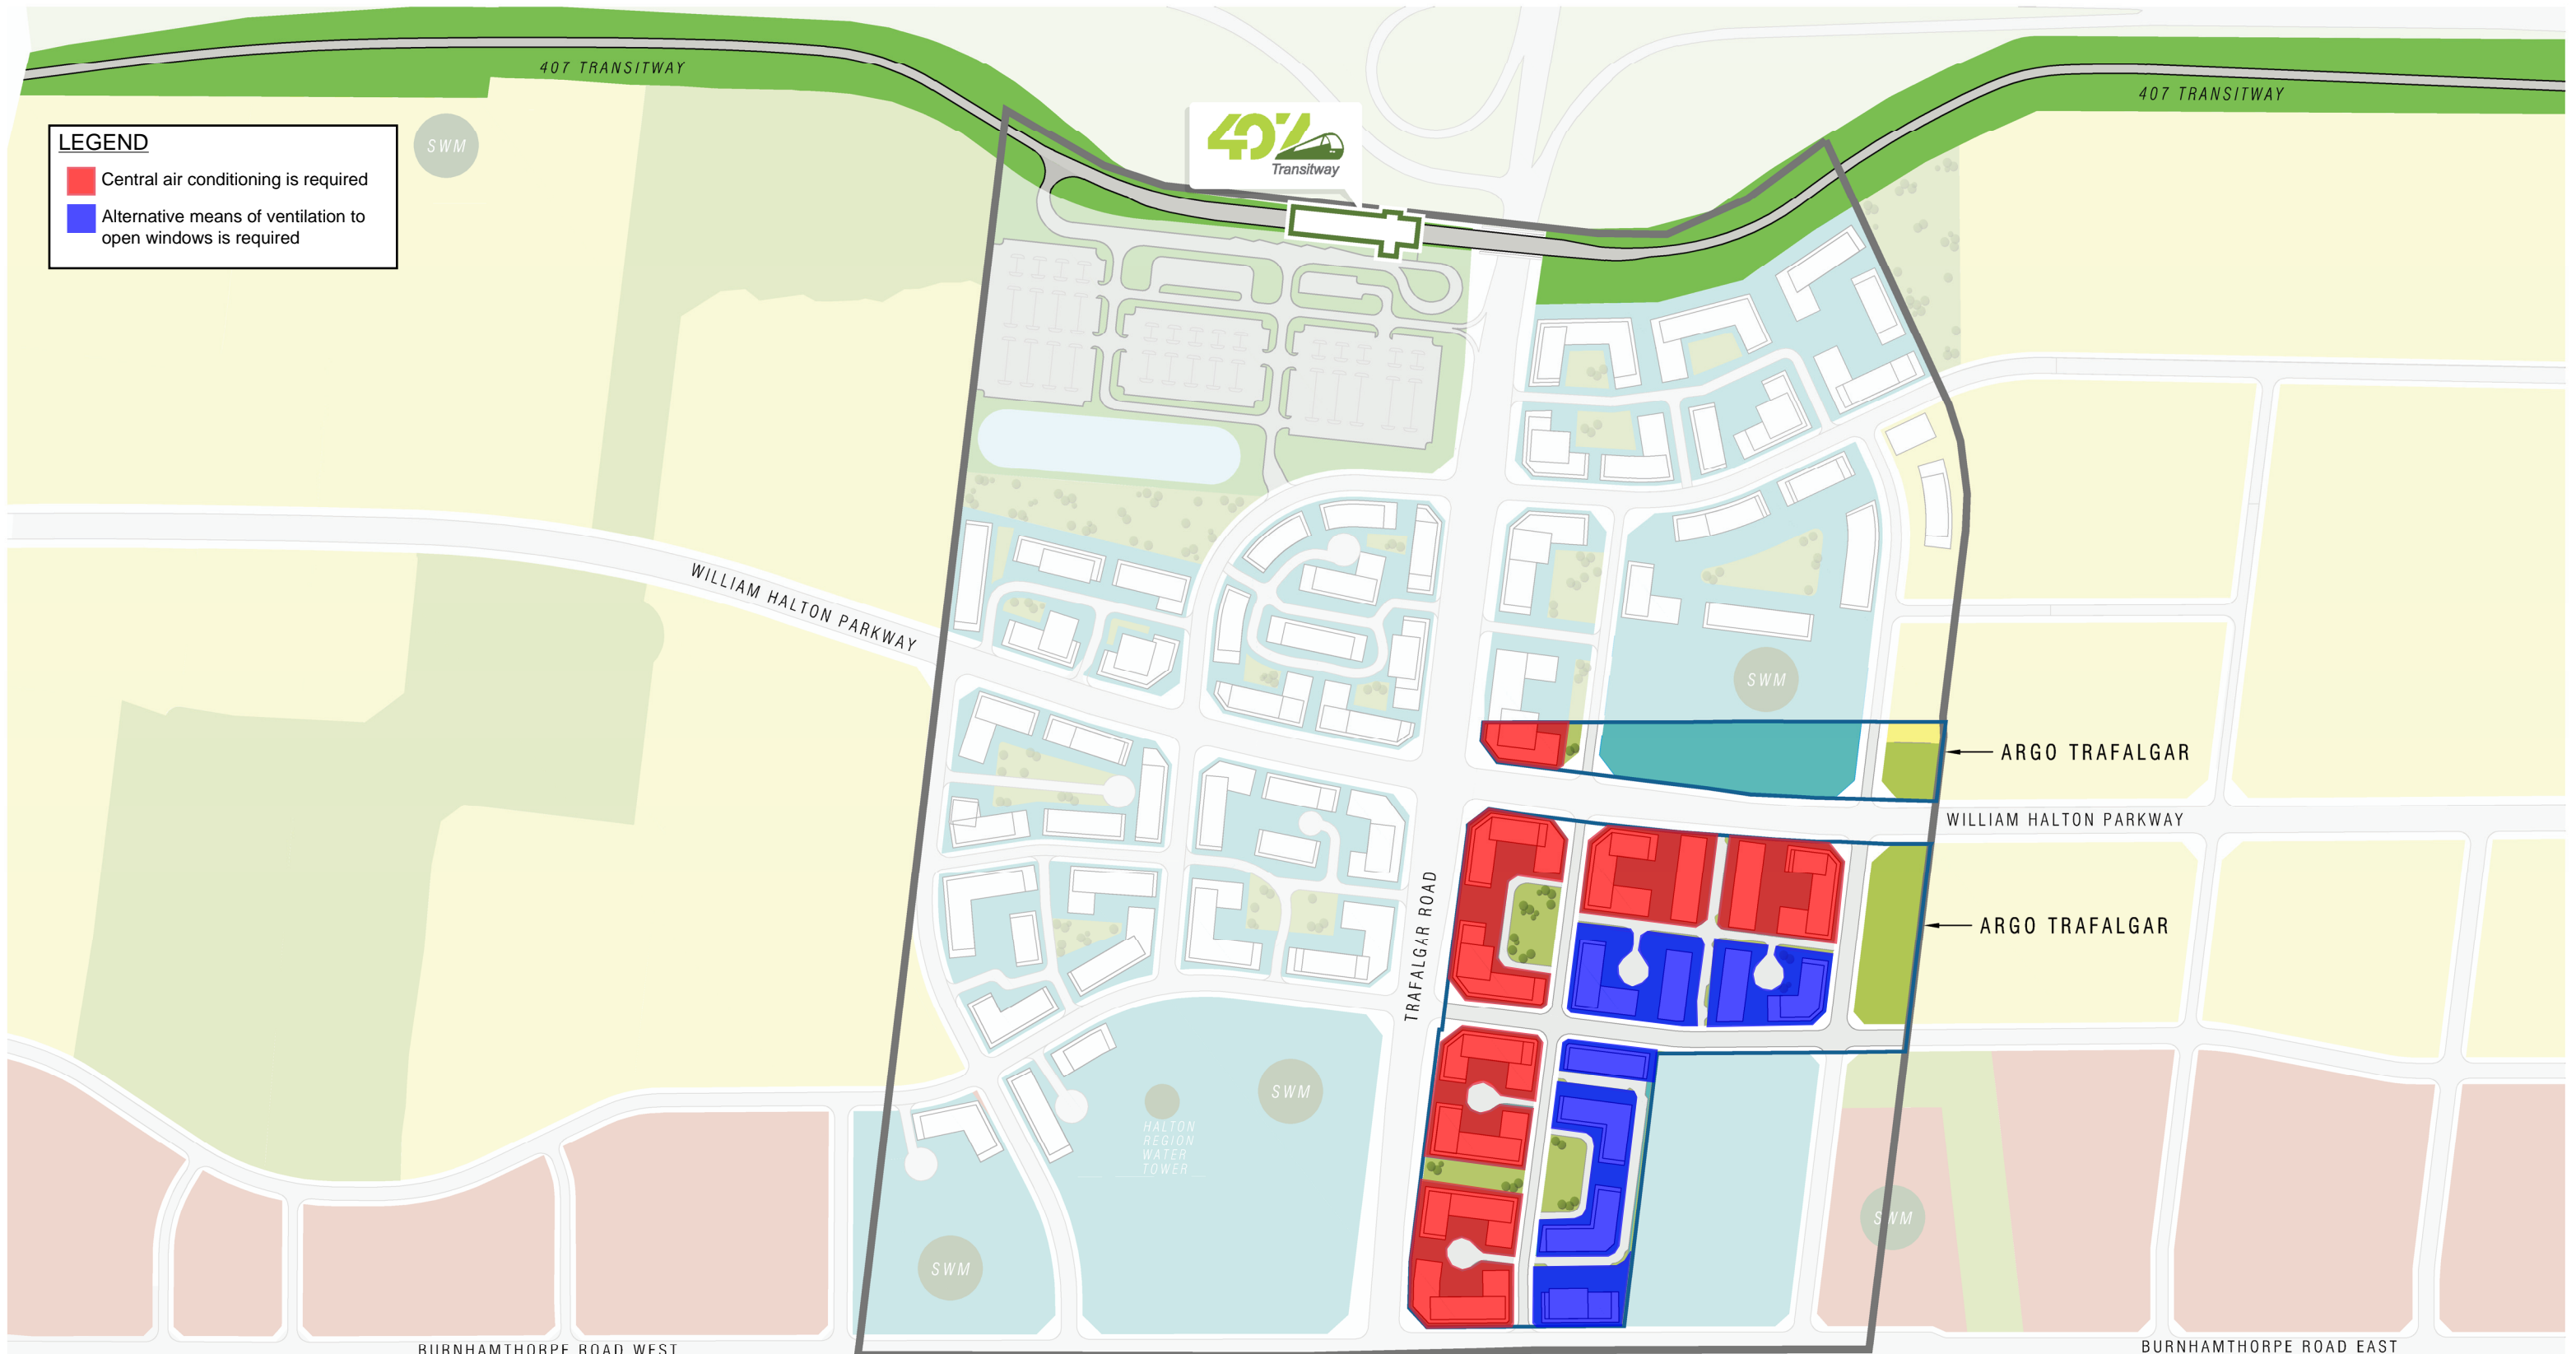 407 TRANSITWAY
407 TRANSITWAY
407
Transitway
LEGEND
Central air conditioning is required
Alternative means of ventilation to
open windows is required
SWM
WILLIAM HALTON PARKWAY
SWM
ARGO TRAFALGAR
WILLIAM HALTON PARKWAY
TRAFALGAR ROAD
ARGO TRAFALGAR
SWM
HALTON
REGION
WATER
TOWER
SWM
SWM
BURNHAMTHORPE ROAD WEST
BURNHAMTHORPE ROAD EAST